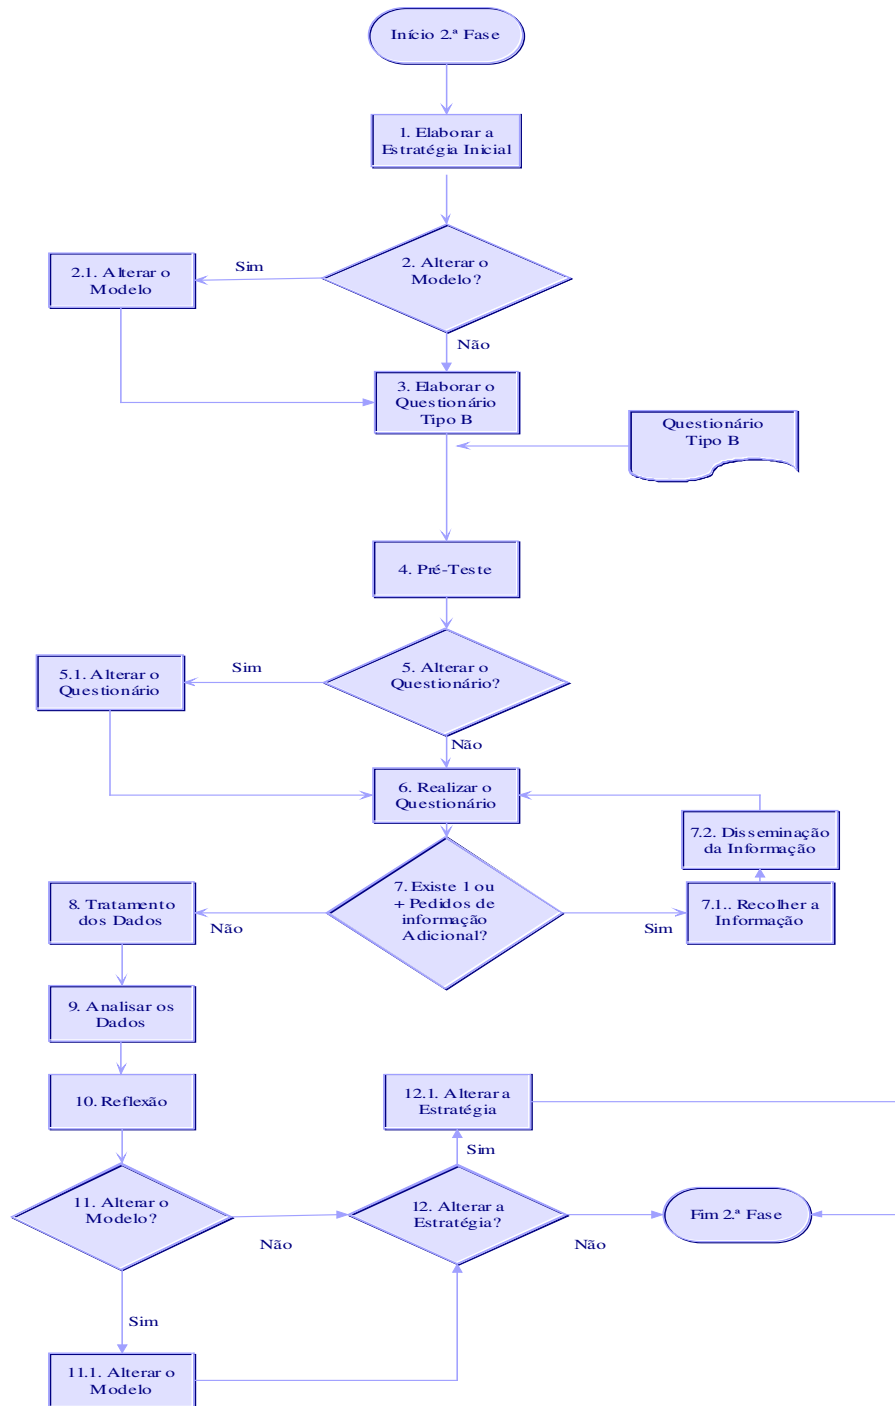 Início 2.ª Fase
1. Elaborar a
Estratégia Inicial
2. Alterar o
Modelo?
Sim
2.1. Alterar o
Modelo
Não
3. Elaborar o
Questionário
Tipo B
Questionário
Tipo B
4. Pré-Teste
5. Alterar o
Questionário?
Sim
5.1. Alterar o
Questionário
Não
6. Realizar o
Questionário
7.2. Disseminação
da Informação
7. Existe 1 ou
+ Pedidos de
informação
Adicional?
Sim
7.1.. Recolher a
Informação
Não
8. Tratamento
dos Dados
9. Analisar os
Dados
10. Reflexão
12.1. Alterar a
Estratégia
Sim
11. Alterar o
Modelo?
Não
12. Alterar a
Estratégia?
Não
Fim 2.ª Fase
Sim
11.1. Alterar o
Modelo